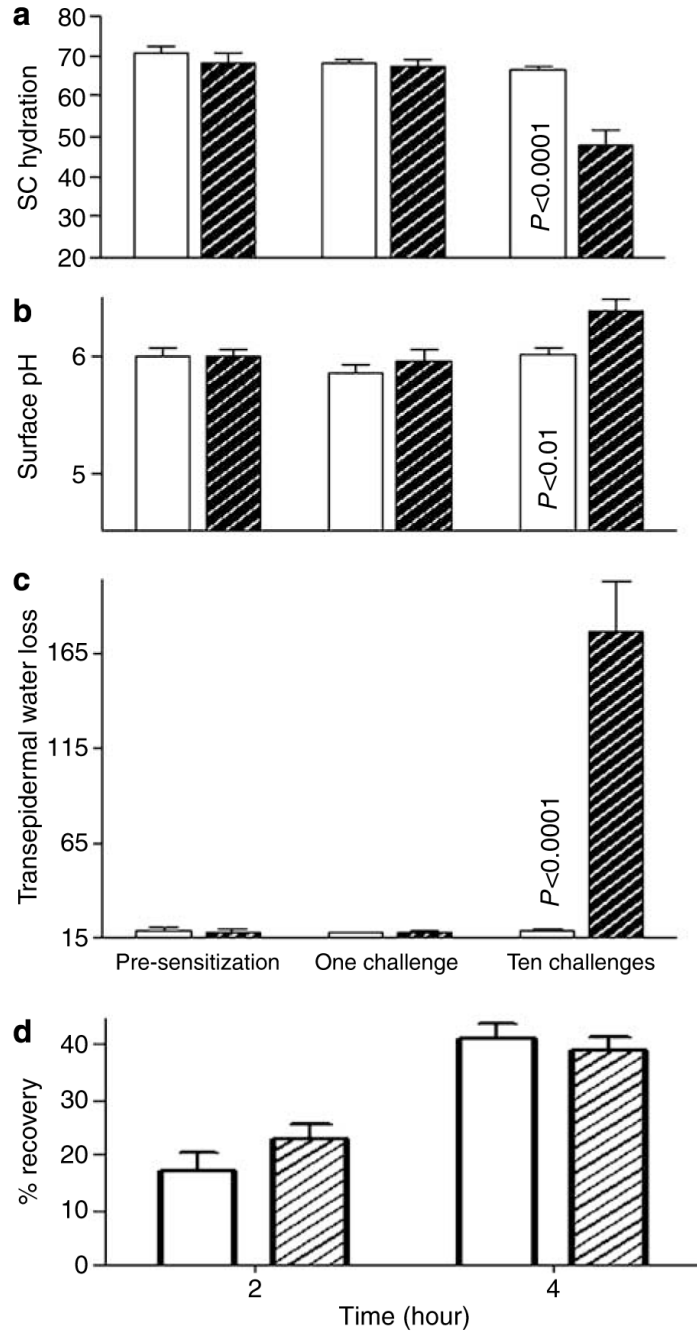 a
80
70
60
50
40
30
20
SC hydration
P<0.0001
b
6
5
Surface pH
P<0.01
c
165
115
65
15
Transepidermal water loss
P<0.0001
Pre-sensitization One challenge Ten challenges
d
40
30
20
10
0
% recovery
2 4
Time (hour)